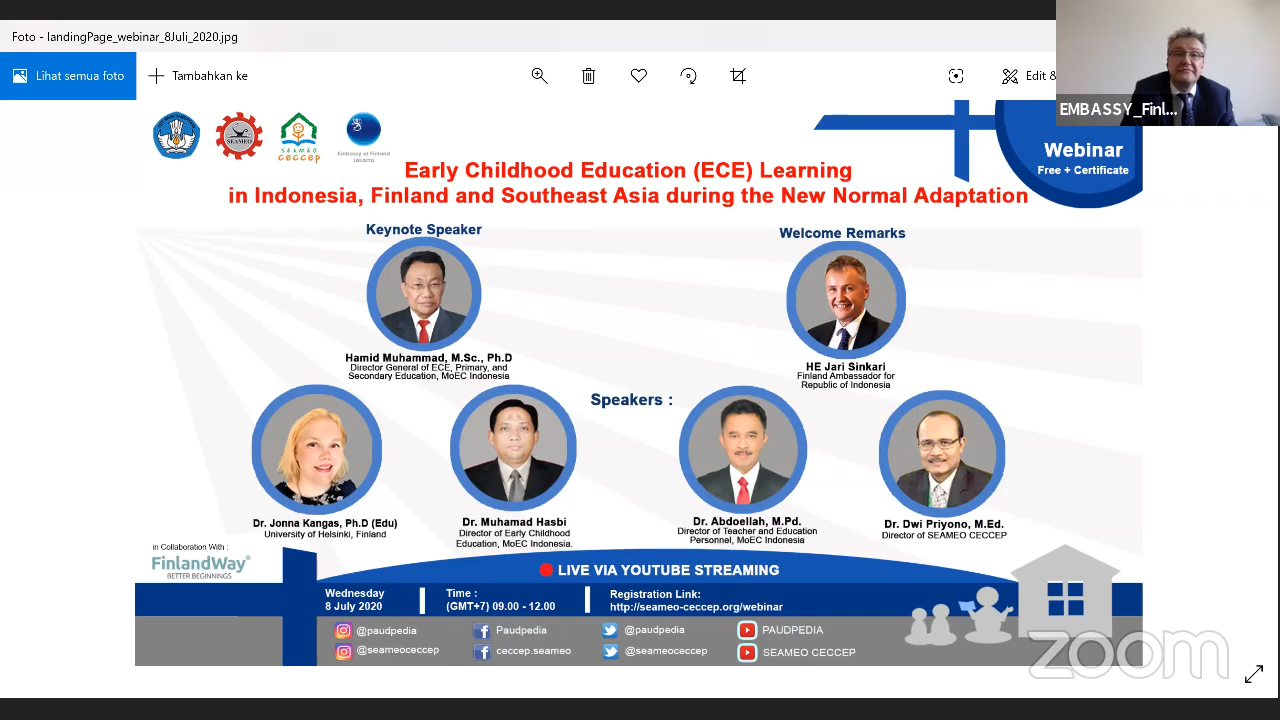 Foto - landingPage_webinar_8Juli_2020.jpg
Lihat semua foto
Tambahkan ke
Edit &
EMBASSY_Finl...
SEAMEO
SEAMEO
CECCEP
Embassy of Finland
Jakarta
Webinar
Free + Certificate
Early Childhood Education (ECE) Learning
in Indonesia, Finland and Southeast Asia during the New Normal Adaptation
Keynote Speaker
Welcome Remarks
Hamid Muhammad, M.Sc., Ph.D
Director General of ECE, Primary, and
Secondary Education, MoEC Indonesia
HE Jari Sinkari
Finland Ambassador for
Republic of Indonesia
Speakers :
Dr. Jonna Kangas, Ph.D (Edu)
University of Helsinki, Finland
Dr. Muhamad Hasbi
Director of Early Childhood
Education, MoEC Indonesia.
Dr. Abdoellah, M.Pd.
Director of Teacher and Education
Personnel, MoEC Indonesia
Dr. Dwi Priyono, M.Ed.
Director of SEAMEO CECCEP
in Collaboration With :
FinlandWay®
BETTER BEGINNINGS
LIVE VIA YOUTUBE STREAMING
Wednesday
8 July 2020
Time :
(GMT+7) 09.00 - 12.00
Registration Link:
http://seameo-ceccep.org/webinar
@paudpedia
Paudpedia
@paudpedia
PAUDPEDIA
@seameoceccep
ceccep.seameo
@seameoceccep
SEAMEO CECCEP
zoom